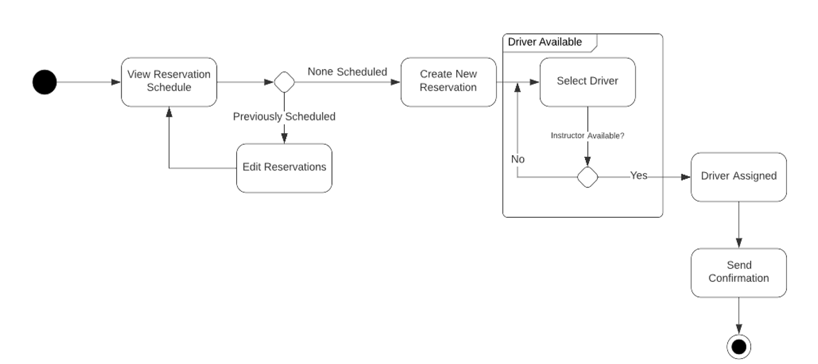 Driver Available
View Reservation
Schedule
None Scheduled
Create New
Reservation
Select Driver
Previously Scheduled
Instructor Available?
Edit Reservations
No
Yes
Driver Assigned
Send
Confirmation